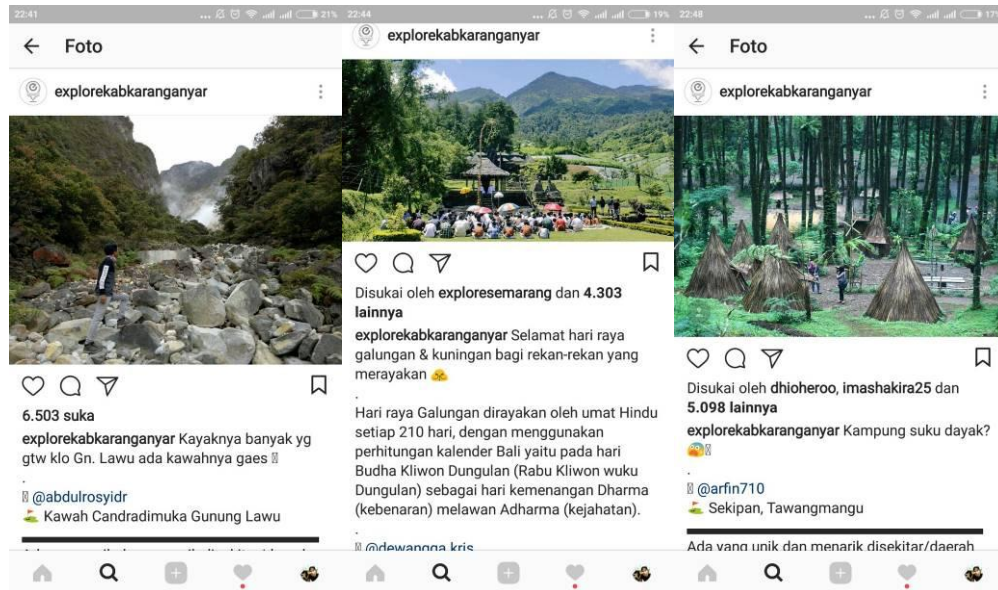 22:41
... 21%
Foto
explorekabkaranganyar
6.503 suka
explorekabkaranganyar Kayaknya banyak yg
gtw klo Gn. Lawu ada kawahnya gaes
.
@abdulrosyidr
Kawah Candradimuka Gunung Lawu
22:44
... 19%
explorekabkaranganyar
Disukai oleh exploresemarang dan 4.303
lainnya
explorekabkaranganyar Selamat hari raya
galungan & kuningan bagi rekan-rekan yang
merayakan
.
Hari raya Galungan dirayakan oleh umat Hindu
setiap 210 hari, dengan menggunakan
perhitungan kalender Bali yaitu pada hari
Budha Kliwon Dungulan (Rabu Kliwon wuku
Dungulan) sebagai hari kemenangan Dharma
(kebenaran) melawan Adharma (kejahatan).
.
@dewangga.kris
22:48
... 17%
Foto
explorekabkaranganyar
Disukai oleh dhioheroo, imashakira25 dan
5.098 lainnya
explorekabkaranganyar Kampung suku dayak?
.
@arfin710
Sekipan, Tawangmangu
Ada yang unik dan menarik disekitar/daerah